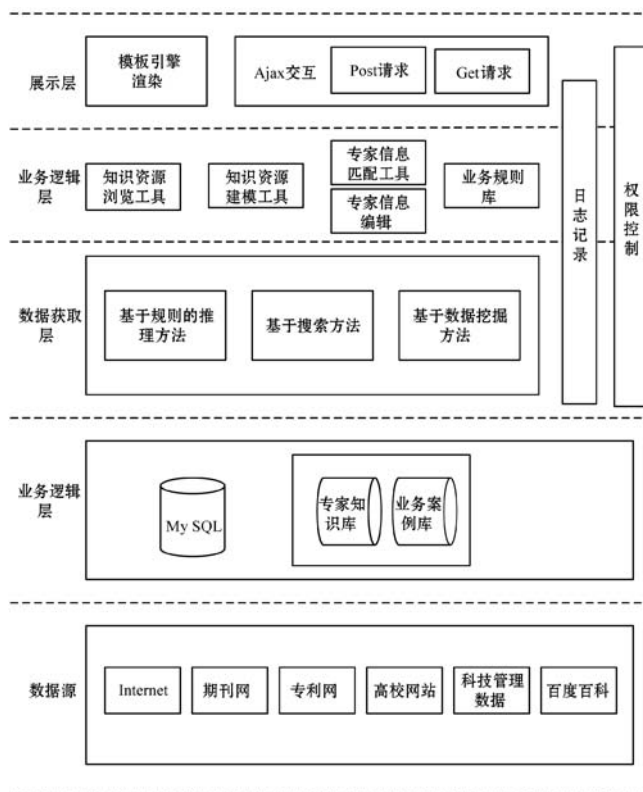 展示层
模板引擎
渲染
Ajax交互
Post请求
Get请求
业务逻辑
层
知识资源
浏览工具
知识资源
建模工具
专家信息
匹配工具
专家信息
编辑
业务规则
库
日志记录
权限控制
数据获取
层
基于规则的推
理方法
基于搜索方法
基于数据挖掘
方法
业务逻辑
层
My SQL
专家知
识库
业务案
例库
数据源
Internet
期刊网
专利网
高校网站
科技管理
数据
百度百科